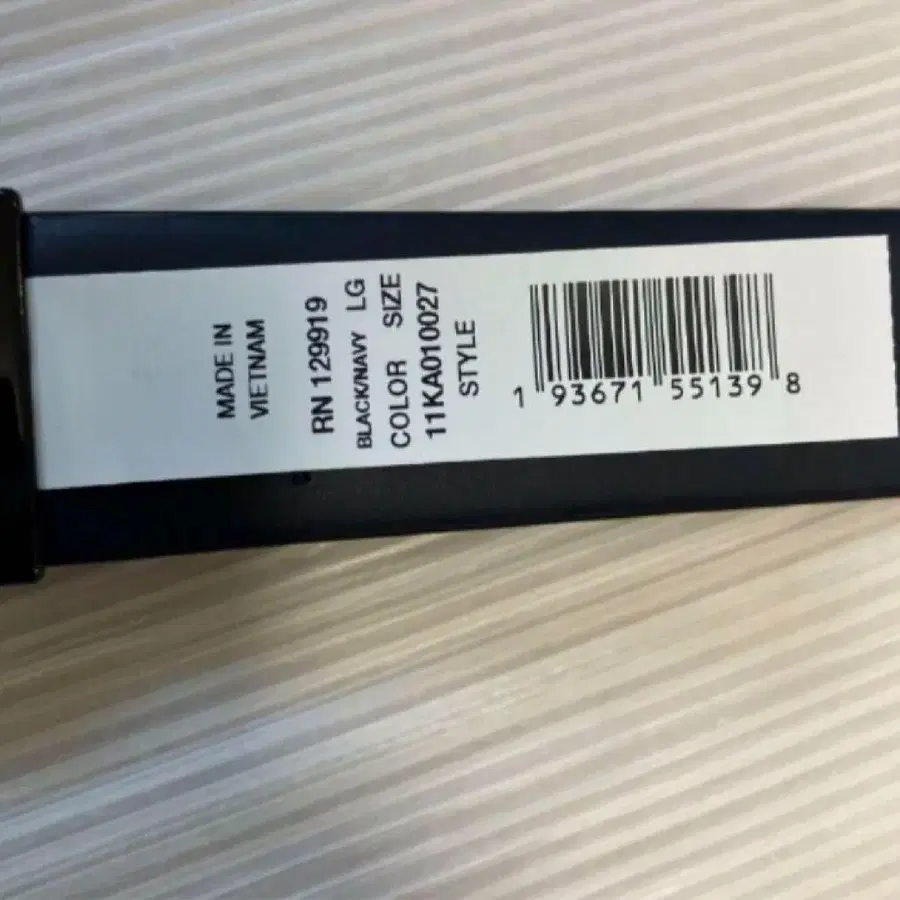 MADE IN
VIETNAM
RN 129919
BLACK/NAVY LG
COLOR SIZE
11KA010027
STYLE
1 93671 55139 8